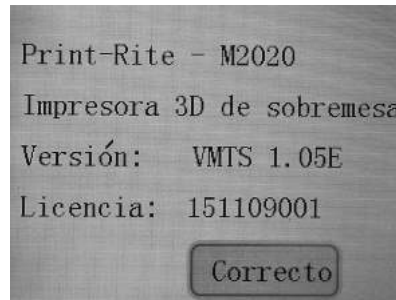 Print-Rite - M2020
Impresora 3D de sobremesa
Versión: VMTS 1.05E
Licencia: 151109001
Correcto